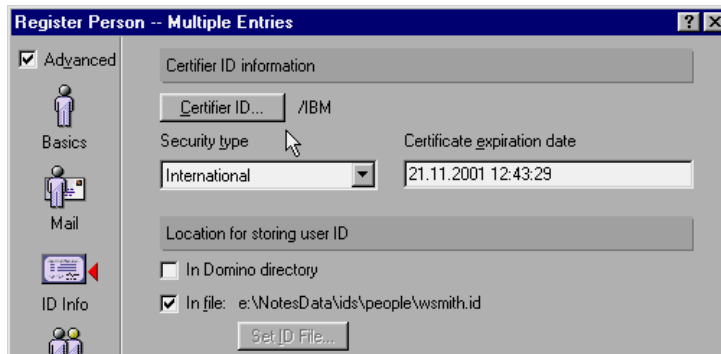 Register Person -- Multiple Entries
Advanced
Basics
Mail
ID Info
Certifier ID information
Certifier ID... /IBM
Security type
International
Certificate expiration date
21.11.2001 12:43:29
Location for storing user ID
In Domino directory
In file: e:\NotesData\ids\people\wsmith.id
Set ID File...